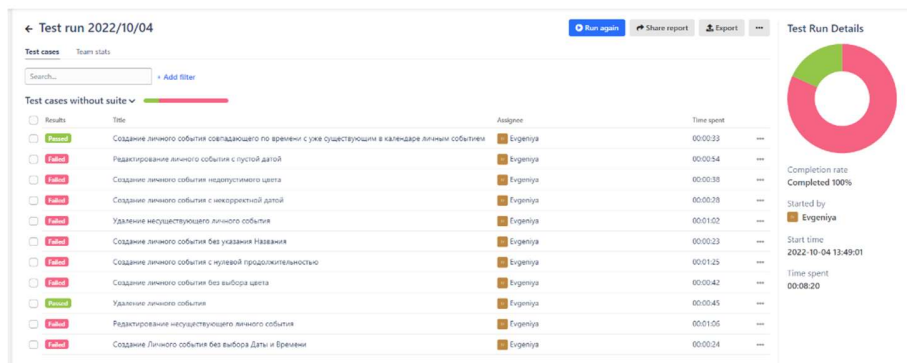 ← Test run 2022/10/04
Run again
Share report
Export
Test cases Team stats
Search...
+ Add filter
Test cases without suite
Results Title Assignee Time spent
Passed Создание личного события совпадающего по времени с уже существующим в календаре личным событием Evgeniya 00:00:33
Failed Редактирование личного события с пустой датой Evgeniya 00:00:54
Failed Создание личного события недопустимого цвета Evgeniya 00:00:38
Failed Создание личного события с некорректной датой Evgeniya 00:00:28
Failed Удаление несуществующего личного события Evgeniya 00:01:02
Failed Создание личного события без указания Названия Evgeniya 00:00:23
Failed Создание личного события с нулевой продолжительностью Evgeniya 00:01:25
Failed Создание личного события без выбора цвета Evgeniya 00:00:42
Passed Удаление личного события Evgeniya 00:00:45
Failed Редактирование несуществующего личного события Evgeniya 00:01:06
Failed Создание Личного события без выбора Даты и Времени Evgeniya 00:00:24
Test Run Details
Completion rate
Completed 100%
Started by
Evgeniya
Start time
2022-10-04 13:49:01
Time spent
00:08:20